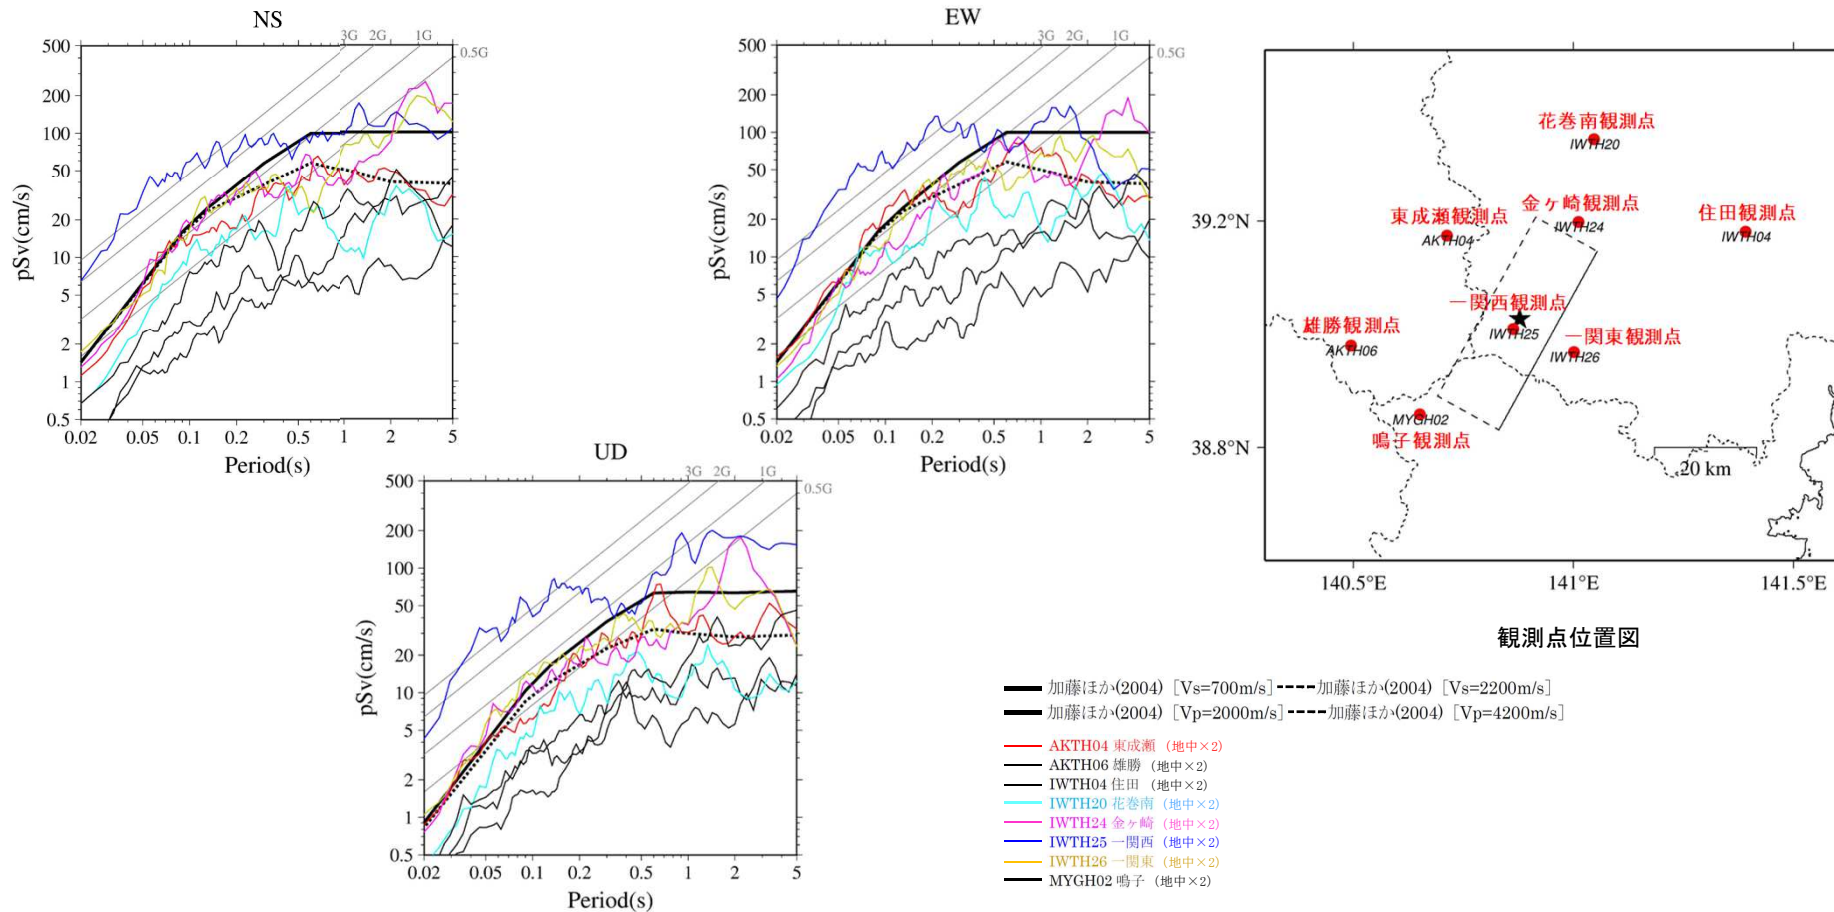 NS
3G 2G 1G
0.5G
500
200
100
50
20
10
5
2
1
0.5
pSv(cm/s)
0.02 0.05 0.1 0.2 0.5 1 2 5
Period(s)
EW
3G 2G 1G
0.5G
500
200
100
50
20
10
5
2
1
0.5
pSv(cm/s)
0.02 0.05 0.1 0.2 0.5 1 2 5
Period(s)
UD
3G 2G 1G
0.5G
500
200
100
50
20
10
5
2
1
0.5
pSv(cm/s)
0.02 0.05 0.1 0.2 0.5 1 2 5
Period(s)
花巻南観測点
IWTH20
金ヶ崎観測点
IWTH24
東成瀬観測点
AKTH04
住田観測点
IWTH04
39.2°N
一関西観測点
IWTH25
雄勝観測点
AKTH06
一関東観測点
IWTH26
MYGH02
鳴子観測点
38.8°N
20 km
140.5°E 141°E 141.5°E
観測点位置図
加藤ほか(2004)［Vs=700m/s］ 加藤ほか(2004)［Vs=2200m/s］
加藤ほか(2004)［Vp=2000m/s］ 加藤ほか(2004)［Vp=4200m/s］
AKTH04 東成瀬（地中×2）
AKTH06 雄勝（地中×2）
IWTH04 住田（地中×2）
IWTH20 花巻南（地中×2）
IWTH24 金ヶ崎（地中×2）
IWTH25 一関西（地中×2）
IWTH26 一関東（地中×2）
MYGH02 鳴子（地中×2）